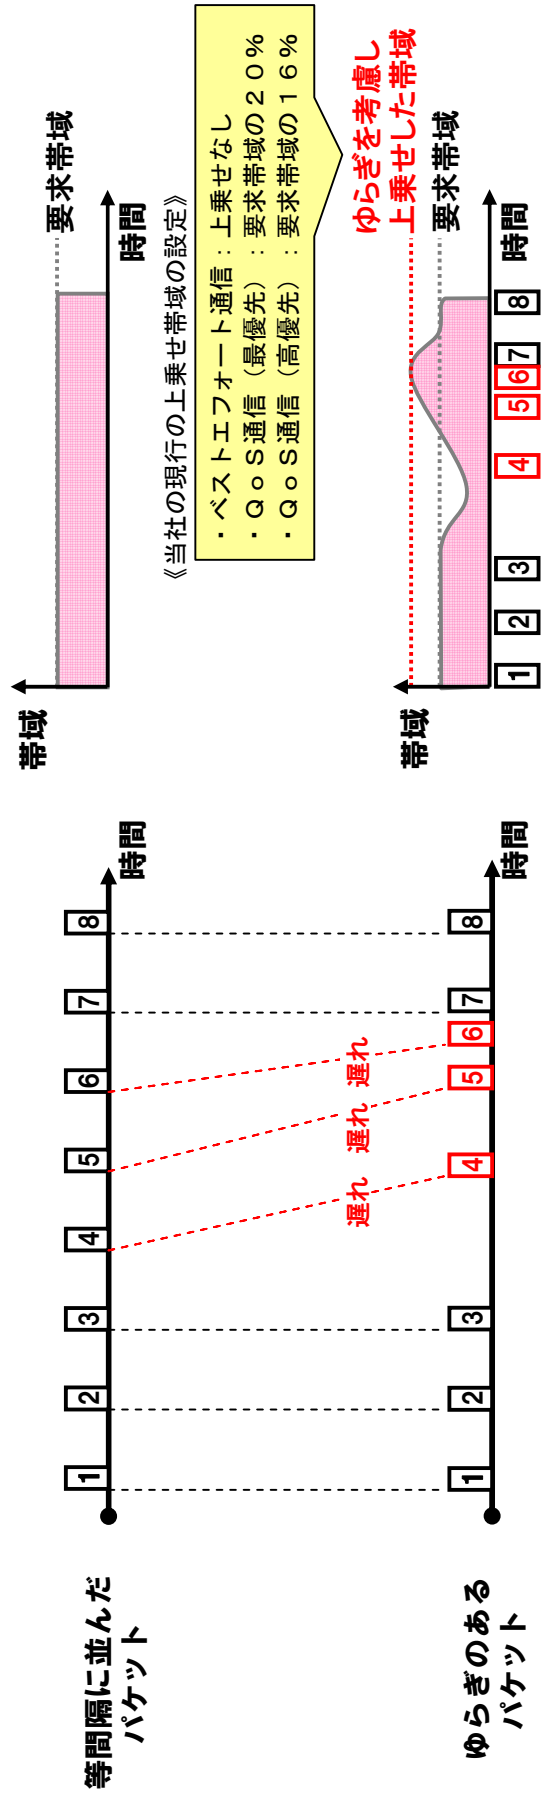 等間隔に並んだ
パケット
1 2 3 4 5 6 7 8
時間
帯域
要求帯域
時間
《当社の現行の上乗せ帯域の設定》
・ベストエフォート通信：上乗せなし
・ＱｏＳ通信（最優先）：要求帯域の２０％
・ＱｏＳ通信（高優先）：要求帯域の１６％
遅れ 遅れ 遅れ
ゆらぎのある
パケット
1 2 3 4 5 6 7 8
時間
帯域
ゆらぎを考慮し
上乗せした帯域
要求帯域
時間
1 2 3 4 5 6 7 8